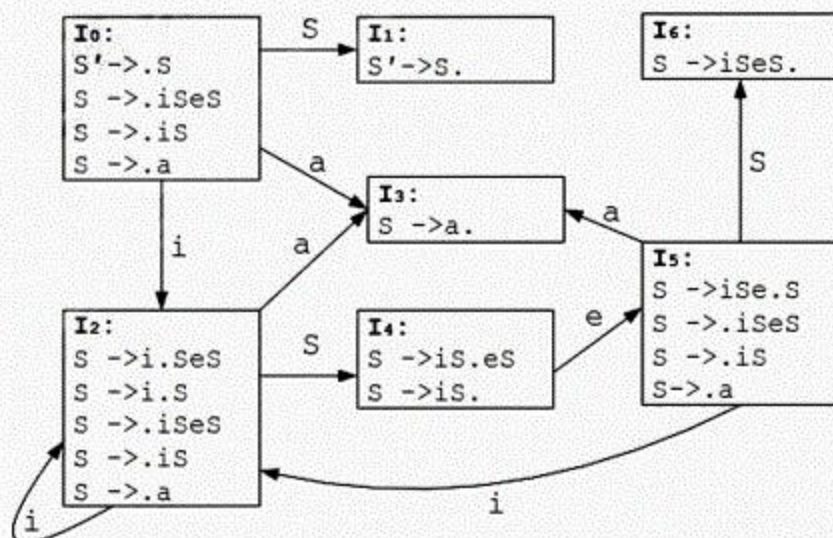 I0:
S'->.S
S ->.iSeS
S ->.iS
S ->.a
S
I1:
S'->S.
I6:
S ->iSeS.
a
I3:
S ->a.
S
i
a
a
I2:
S ->i.SeS
S ->i.S
S ->.iSeS
S ->.iS
S ->.a
S
I4:
S ->iS.eS
S ->iS.
e
I5:
S ->iSe.S
S ->.iSeS
S ->.iS
S->.a
i
i